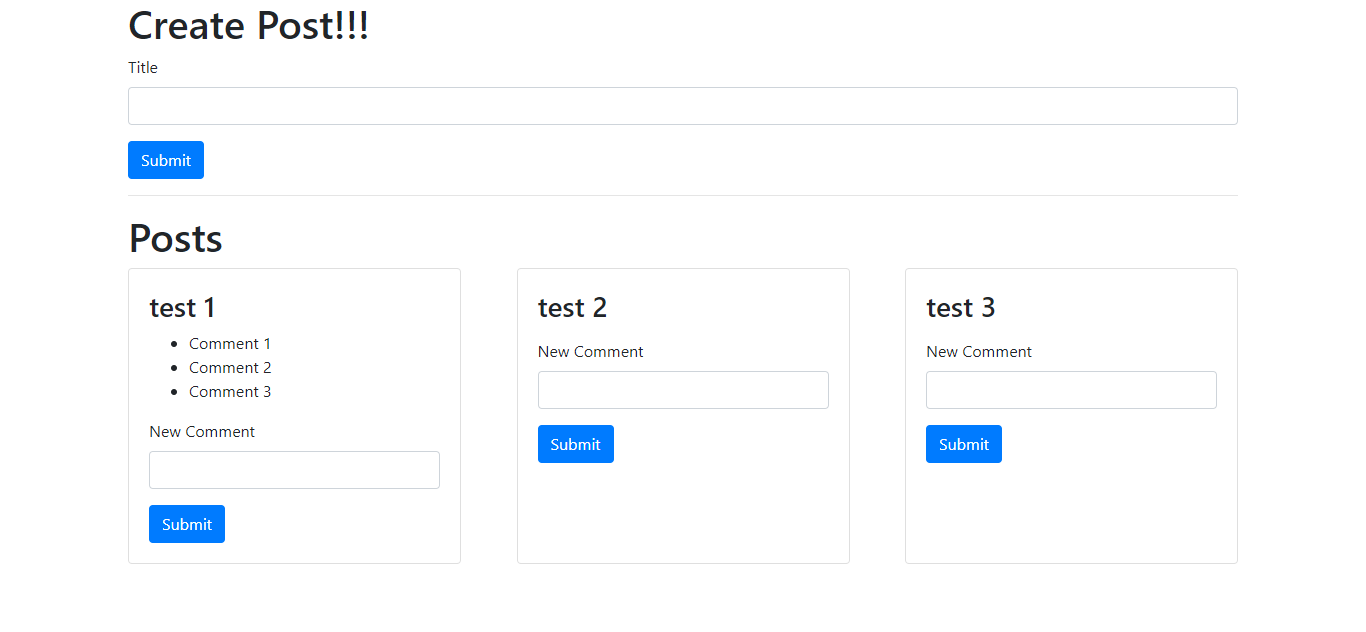 Create Post!!!
Title
Submit
Posts
test 1
Comment 1
Comment 2
Comment 3
New Comment
Submit
test 2
New Comment
Submit
test 3
New Comment
Submit